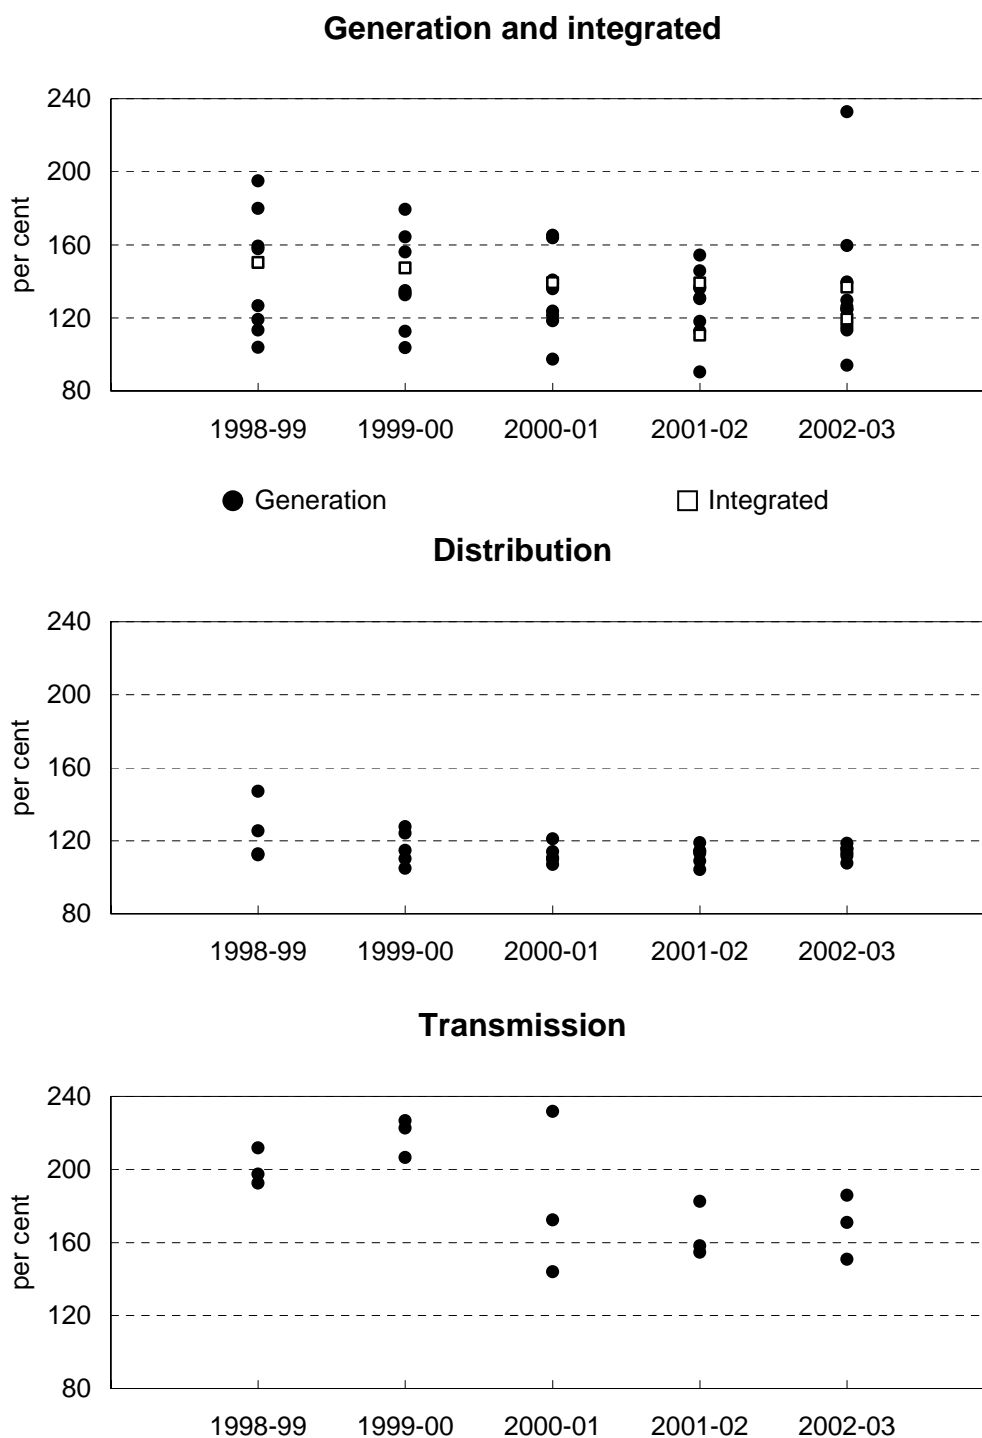 Generation and integrated
240
200
160
120
80
per cent
1998-99 1999-00 2000-01 2001-02 2002-03
Generation Integrated
Distribution
240
200
160
120
80
per cent
1998-99 1999-00 2000-01 2001-02 2002-03
Transmission
240
200
160
120
80
per cent
1998-99 1999-00 2000-01 2001-02 2002-03